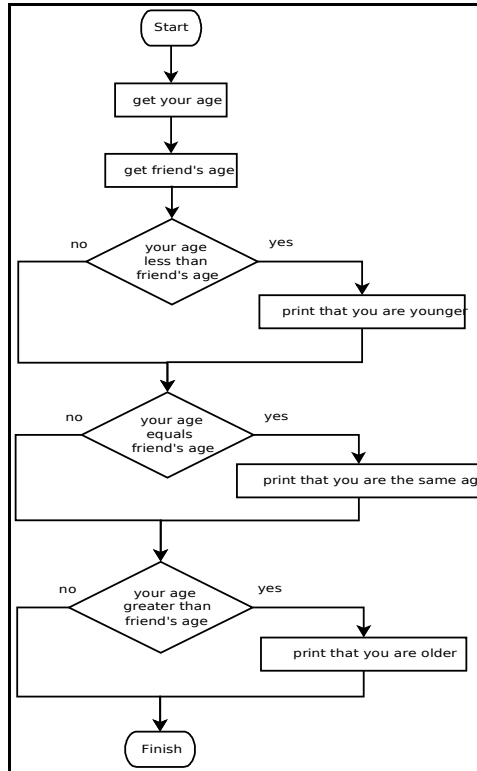 Start
get your age
get friend's age
no
yes
your age
less than
friend's age
print that you are younger
no
yes
your age
equals
friend's age
print that you are the same ag
no
yes
your age
greater than
friend's age
print that you are older
Finish